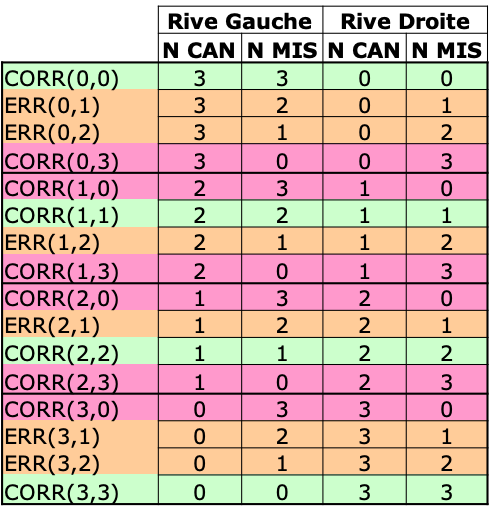 Rive Gauche Rive Droite
N CAN N MIS N CAN N MIS
CORR(0,0) 3 3 0 0
ERR(0,1) 3 2 0 1
ERR(0,2) 3 1 0 2
CORR(0,3) 3 0 0 3
CORR(1,0) 2 3 1 0
CORR(1,1) 2 2 1 1
ERR(1,2) 2 1 1 2
CORR(1,3) 2 0 1 3
CORR(2,0) 1 3 2 0
ERR(2,1) 1 2 2 1
CORR(2,2) 1 1 2 2
CORR(2,3) 1 0 2 3
CORR(3,0) 0 3 3 0
ERR(3,1) 0 2 3 1
ERR(3,2) 0 1 3 2
CORR(3,3) 0 0 3 3